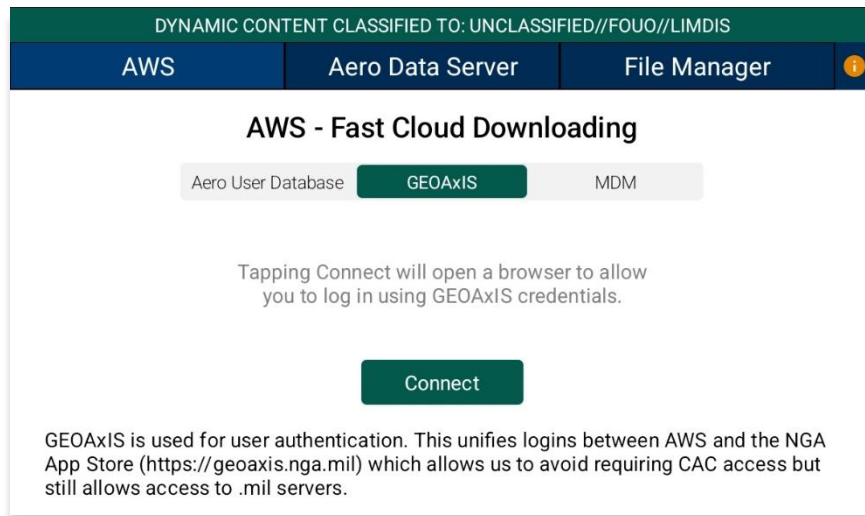 DYNAMIC CONTENT CLASSIFIED TO: UNCLASSIFIED//FOUO//LIMDIS
AWS Aero Data Server File Manager i
AWS - Fast Cloud Downloading
Aero User Database GEOAxIS MDM
Tapping Connect will open a browser to allow
you to log in using GEOAxIS credentials.
Connect
GEOAxIS is used for user authentication. This unifies logins between AWS and the NGA
App Store (https://geoaxis.nga.mil) which allows us to avoid requiring CAC access but
still allows access to .mil servers.